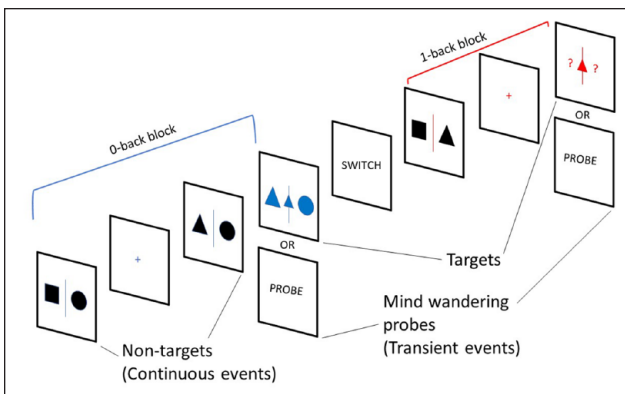 1-back block
? ?
OR
PROBE
0-back block
SWITCH
OR
PROBE
Targets
Mind wandering
probes
(Transient events)
Non-targets
(Continuous events)